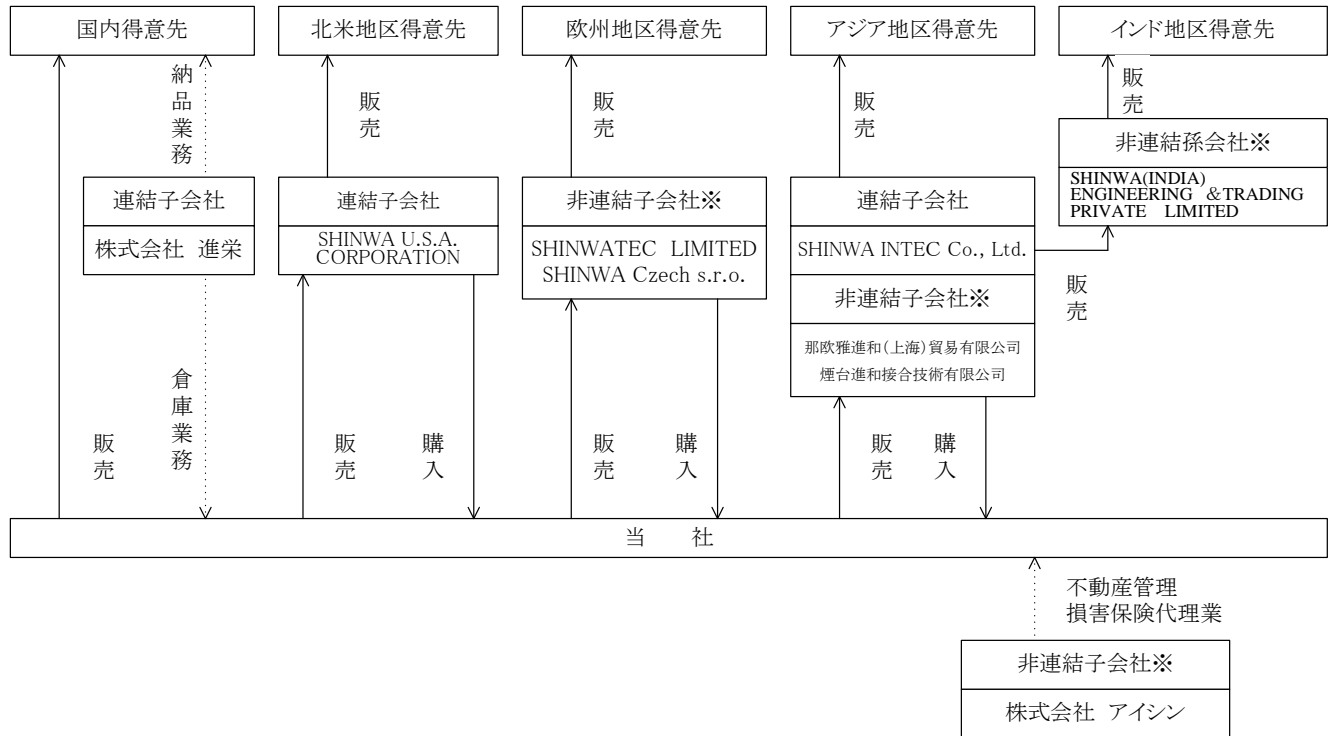 国内得意先
北米地区得意先
欧州地区得意先
アジア地区得意先
インド地区得意先
納品業務
販売
販売
販売
販売
非連結孫会社※
SHINWA(INDIA)
ENGINEERING &TRADING
PRIVATE LIMITED
連結子会社
株式会社 進栄
連結子会社
SHINWA U.S.A.
CORPORATION
非連結子会社※
SHINWATEC LIMITED
SHINWA Czech s.r.o.
連結子会社
SHINWA INTEC Co., Ltd.
非連結子会社※
那欧雅進和(上海)貿易有限公司
煙台進和接合技術有限公司
販売
倉庫業務
販売
販売
購入
販売
購入
販売
購入
当 社
不動産管理
損害保険代理業
非連結子会社※
株式会社 アイシン